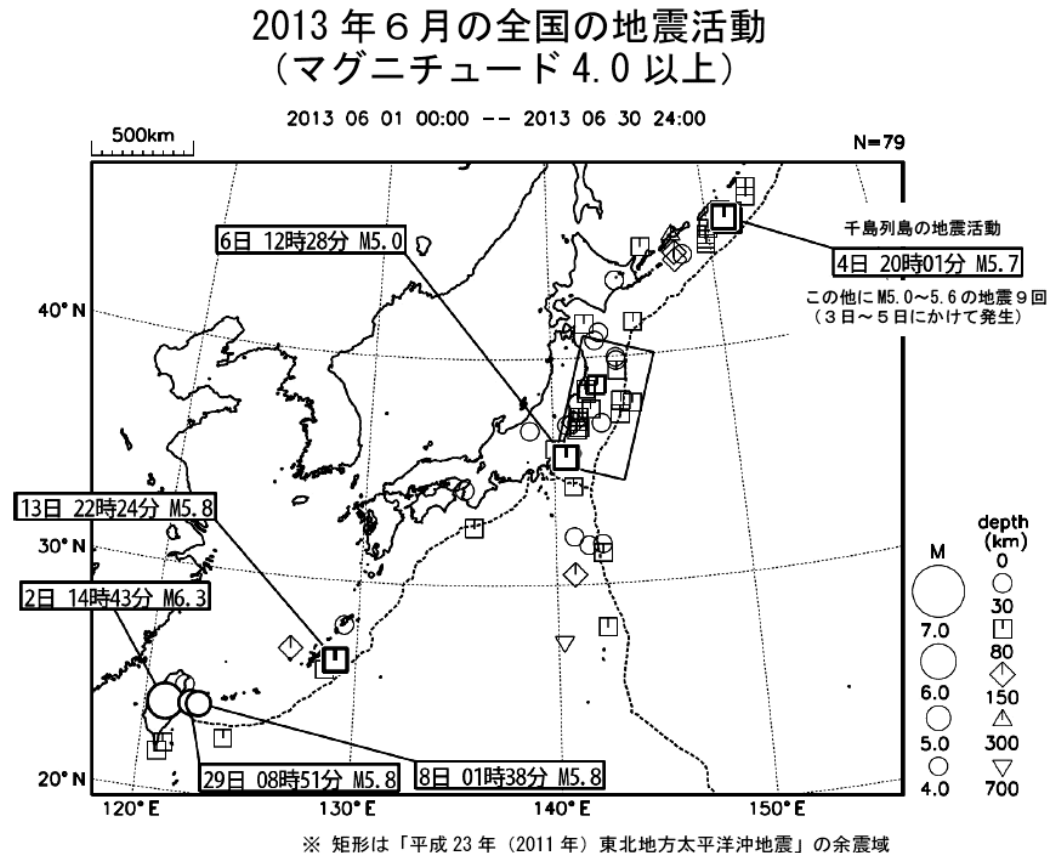 2013年６月の全国の地震活動
（マグニチュード4.0以上）
2013 06 01 00:00 -- 2013 06 30 24:00
500km
N=79
6日 12時28分 M5.0
千島列島の地震活動
4日 20時01分 M5.7
この他にM5.0～5.6の地震９回
（３日～５日にかけて発生）
40°N
13日 22時24分 M5.8
2日 14時43分 M6.3
30°N
20°N
29日 08時51分 M5.8
8日 01時38分 M5.8
120°E
130°E
140°E
150°E
M
7.0
6.0
5.0
4.0
depth
(km)
0
30
80
150
300
700
※ 矩形は「平成23年（2011年）東北地方太平洋沖地震」の余震域